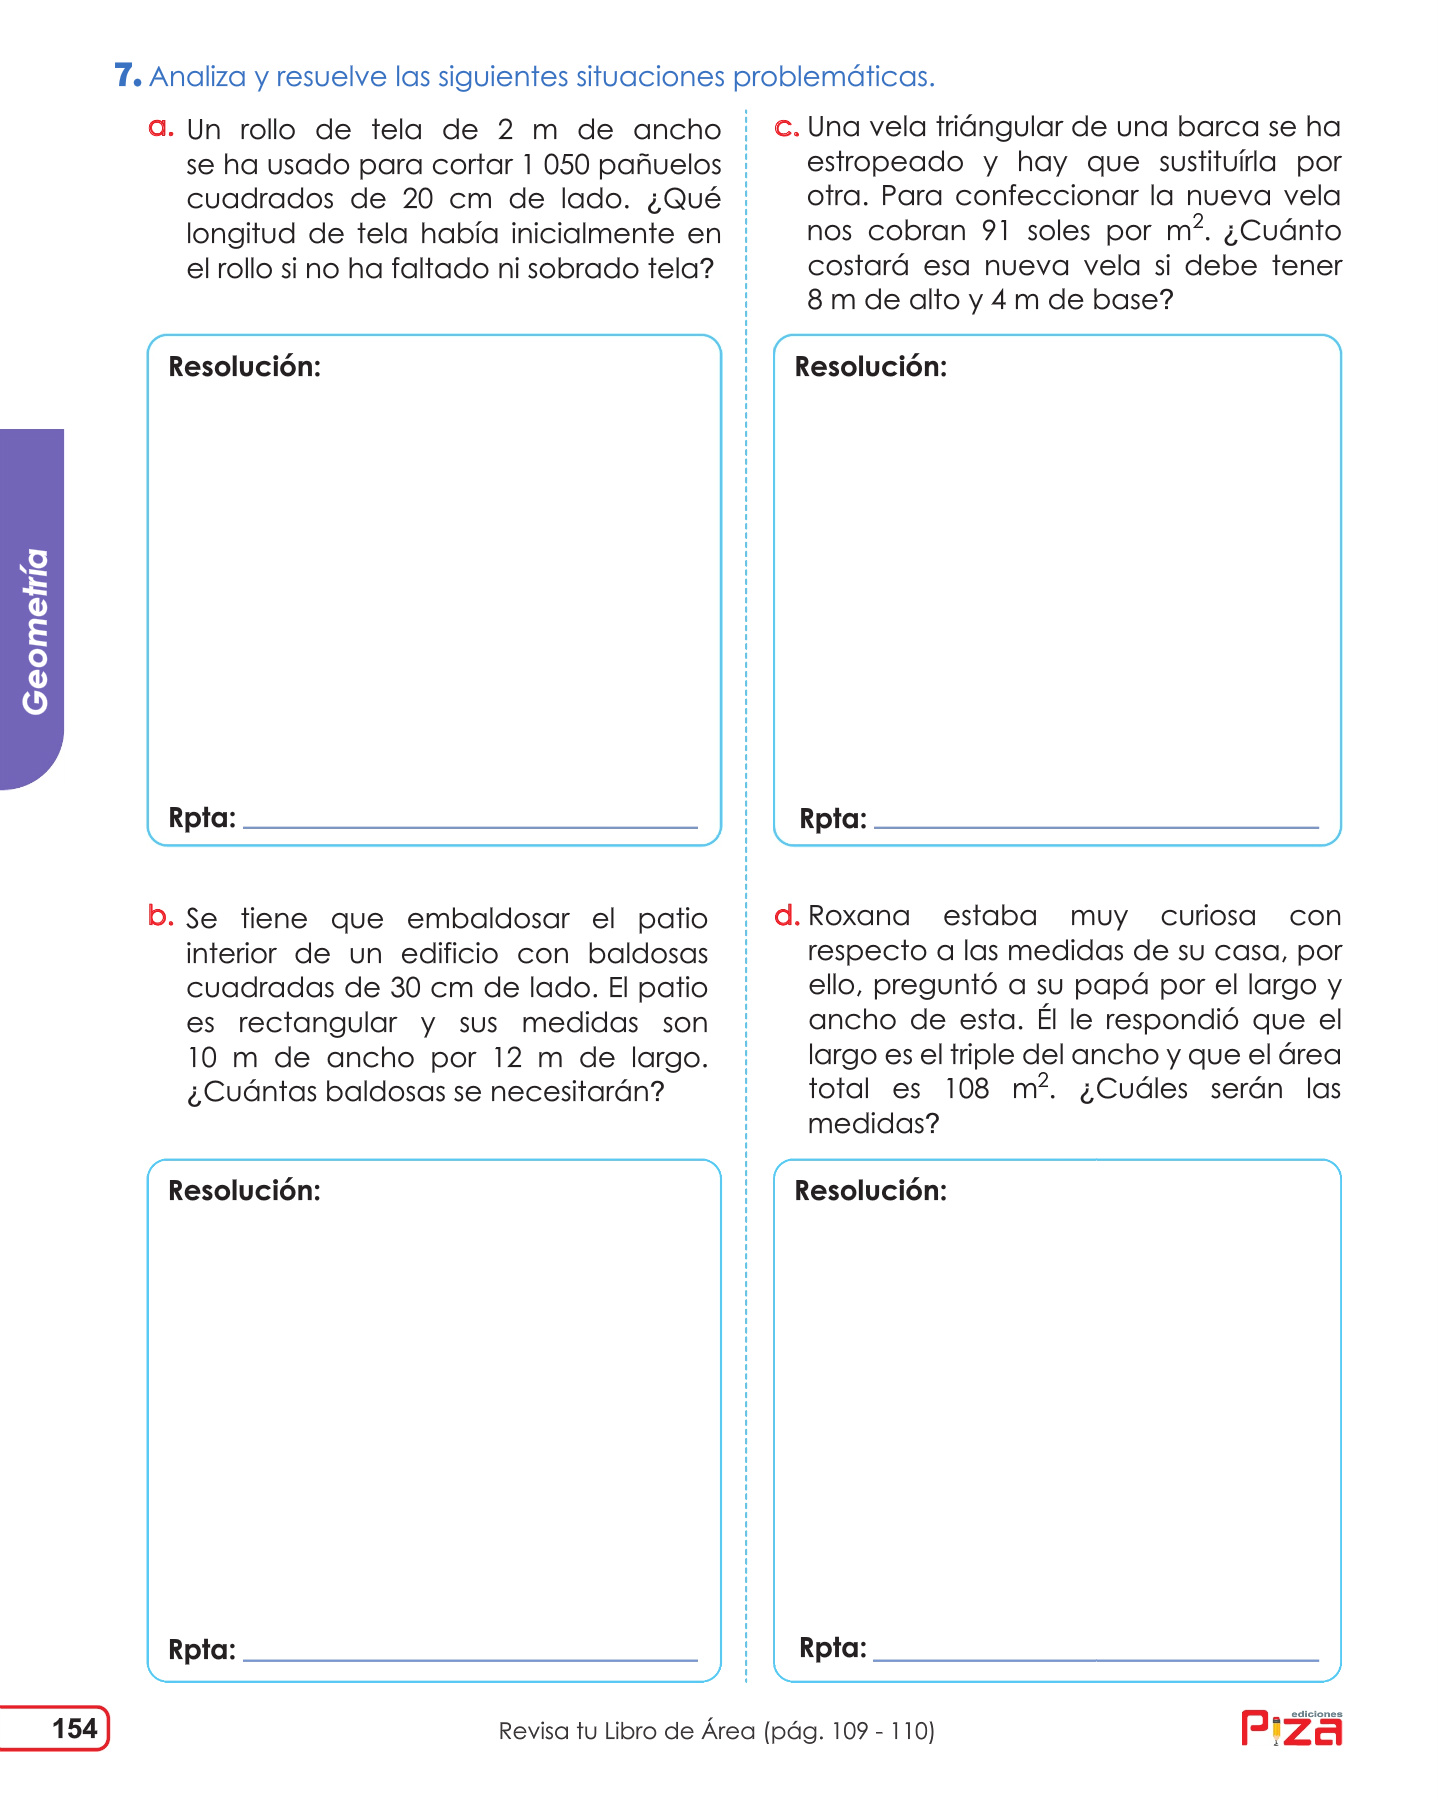 7. Analiza y resuelve las siguientes situaciones problemáticas.
a. Un rollo de tela de 2 m de ancho
se ha usado para cortar 1 050 pañuelos
cuadrados de 20 cm de lado. ¿Qué
longitud de tela había inicialmente en
el rollo si no ha faltado ni sobrado tela?
Resolución:
Rpta:
b. Se tiene que embaldosar el patio
interior de un edificio con baldosas
cuadradas de 30 cm de lado. El patio
es rectangular y sus medidas son
10 m de ancho por 12 m de largo.
¿Cuántas baldosas se necesitarán?
Resolución:
Rpta:
c. Una vela triángular de una barca se ha
estropeado y hay que sustituírla por
otra. Para confeccionar la nueva vela
nos cobran 91 soles por m². ¿Cuánto
costará esa nueva vela si debe tener
8 m de alto y 4 m de base?
Resolución:
Rpta:
d. Roxana estaba muy curiosa con
respecto a las medidas de su casa, por
ello, preguntó a su papá por el largo y
ancho de esta. Él le respondió que el
largo es el triple del ancho y que el área
total es 108 m². ¿Cuáles serán las
medidas?
Resolución:
Rpta:
Geometría
154
Revisa tu Libro de Área (pág. 109 - 110)
ediciones
Piza